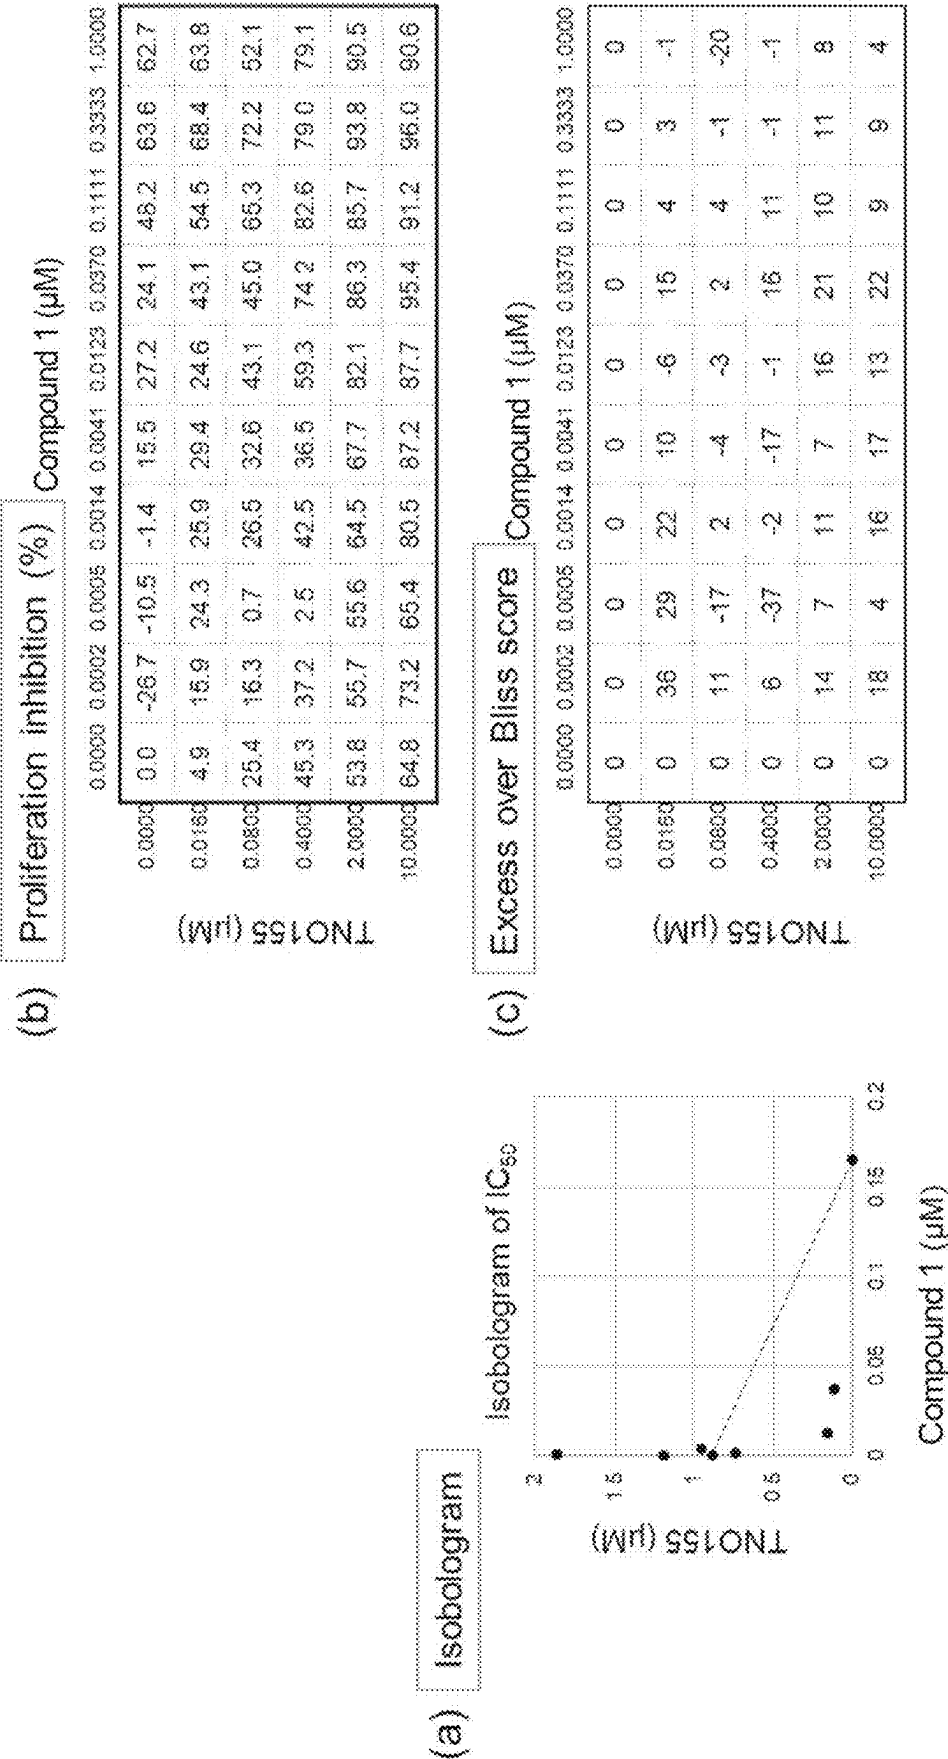 (a) Isobologram
Isobologram of IC50
TNO155 (µM)
2
1.5
1
0.5
0
0 0.05 0.1 0.15 0.2
Compound 1 (µM)
(b) Proliferation inhibition (%)
Compound 1 (µM)
0.0000 0.0002 0.0005 0.0014 0.0041 0.0123 0.0370 0.1111 0.3333 1.0000
TNO155 (µM)
0.0000 0.0 -26.7 -10.5 -1.4 15.5 27.2 24.1 48.2 63.6 62.7
0.0160 4.9 15.9 24.3 25.9 29.4 24.6 43.1 54.5 68.4 63.8
0.0800 25.4 16.3 0.7 26.5 32.6 43.1 45.0 65.3 72.2 52.1
0.4000 45.3 37.2 2.5 42.5 36.5 59.3 74.2 82.6 79.0 79.1
2.0000 53.8 55.7 55.6 64.5 67.7 82.1 86.3 85.7 93.8 90.5
10.0000 64.8 73.2 65.4 80.5 87.2 87.7 95.4 91.2 96.0 90.6
(c) Excess over Bliss score
Compound 1 (µM)
0.0000 0.0002 0.0005 0.0014 0.0041 0.0123 0.0370 0.1111 0.3333 1.0000
TNO155 (µM)
0.0000 0 0 0 0 0 0 0 0 0 0
0.0160 0 36 29 22 10 -6 15 4 3 -1
0.0800 0 11 -17 2 -4 -3 2 4 -1 -20
0.4000 0 6 -37 -2 -17 -1 16 11 -1 -1
2.0000 0 14 7 11 7 16 21 10 11 8
10.0000 0 18 4 16 17 13 22 9 9 4